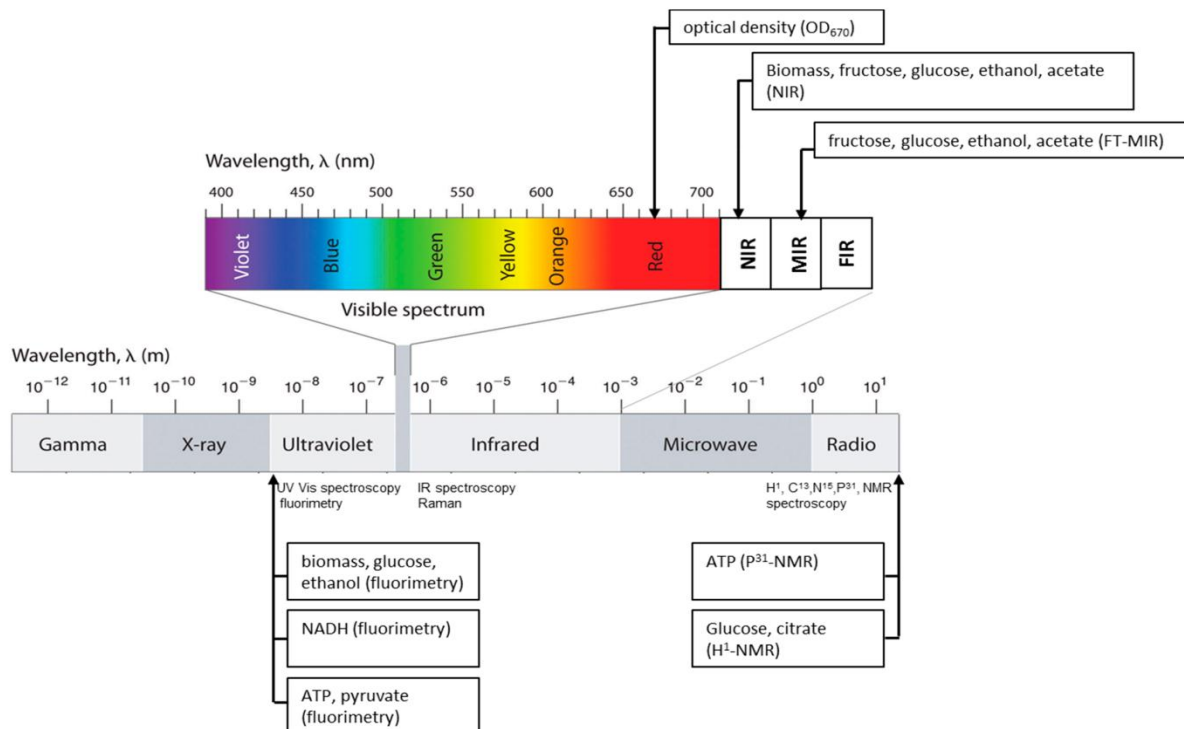 optical density (OD₆₇₀)
Biomass, fructose, glucose, ethanol, acetate
(NIR)
fructose, glucose, ethanol, acetate (FT-MIR)
Wavelength, λ (nm)
400 450 500 550 600 650 700
Violet Blue Green Yellow Orange Red NIR MIR FIR
Visible spectrum
Wavelength, λ (m)
10⁻¹² 10⁻¹¹ 10⁻¹⁰ 10⁻⁹ 10⁻⁸ 10⁻⁷ 10⁻⁶ 10⁻⁵ 10⁻⁴ 10⁻³ 10⁻² 10⁻¹ 10⁰ 10¹
Gamma X-ray Ultraviolet Infrared Microwave Radio
UV Vis spectroscopy
fluorimetry
IR spectroscopy
Raman
H¹, C¹³,N¹⁵,P³¹, NMR
spectroscopy
biomass, glucose,
ethanol (fluorimetry)
NADH (fluorimetry)
ATP, pyruvate
(fluorimetry)
ATP (P³¹-NMR)
Glucose, citrate
(H¹-NMR)